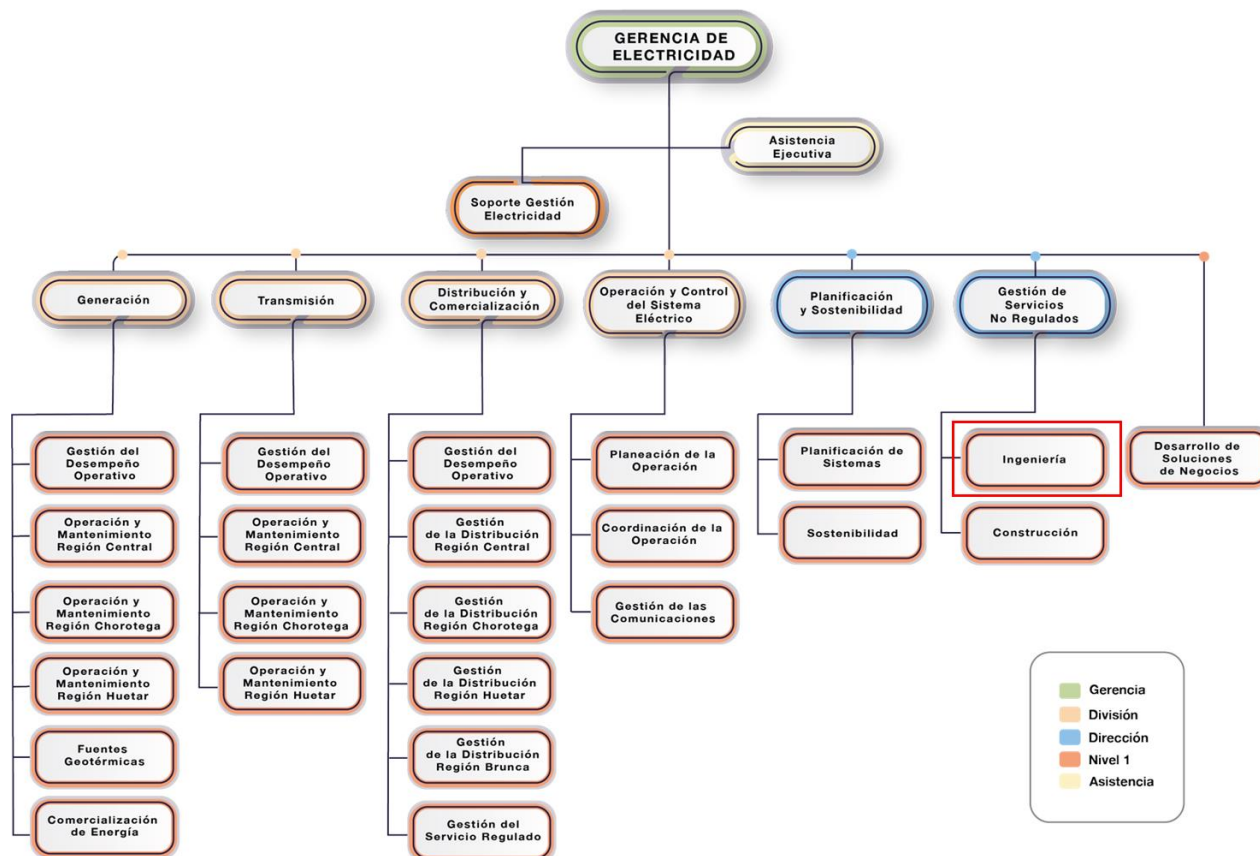 GERENCIA DE
ELECTRICIDAD
Asistencia
Ejecutiva
Soporte Gestión
Electricidad
Generación
Transmisión
Distribución y
Comercialización
Operación y Control
del Sistema
Eléctrico
Planificación
y Sostenibilidad
Gestión de
Servicios
No Regulados
Gestión del
Desempeño
Operativo
Operación y
Mantenimiento
Región Central
Operación y
Mantenimiento
Región Chorotega
Operación y
Mantenimiento
Región Huetar
Fuentes
Geotérmicas
Comercialización
de Energía
Gestión del
Desempeño
Operativo
Operación y
Mantenimiento
Región Central
Operación y
Mantenimiento
Región Chorotega
Operación y
Mantenimiento
Región Huetar
Gestión del
Desempeño
Operativo
Gestión
de la Distribución
Región Central
Gestión
de la Distribución
Región Chorotega
Gestión
de la Distribución
Región Huetar
Gestión
de la Distribución
Región Brunca
Gestión del
Servicio Regulado
Planeación de la
Operación
Coordinación de la
Operación
Gestión de las
Comunicaciones
Planificación de
Sistemas
Sostenibilidad
Ingeniería
Construcción
Desarrollo de
Soluciones
de Negocios
Gerencia
División
Dirección
Nivel 1
Asistencia